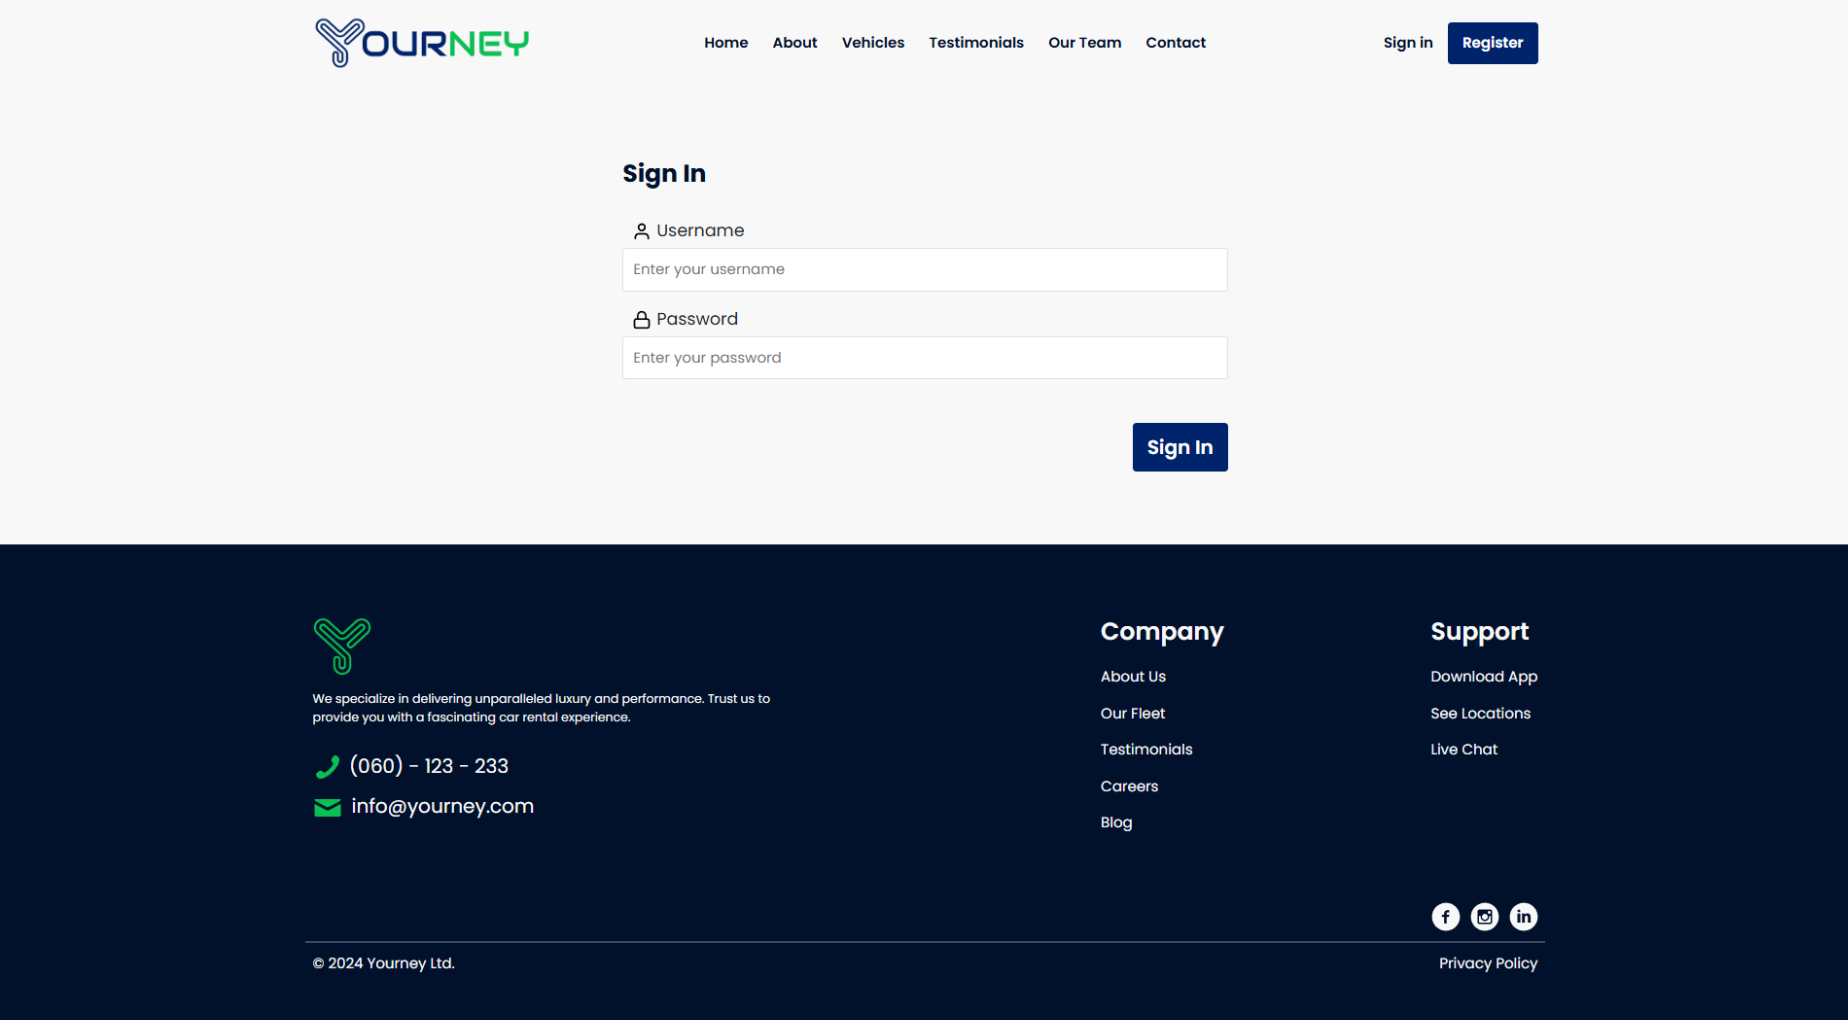 YOURNEY
Home About Vehicles Testimonials Our Team Contact
Sign in Register
Sign In
Username
Enter your username
Password
Enter your password
Sign In
We specialize in delivering unparalleled luxury and performance. Trust us to
provide you with a fascinating car rental experience.
(060) - 123 - 233
info@yourney.com
Company
About Us
Our Fleet
Testimonials
Careers
Blog
Support
Download App
See Locations
Live Chat
f in
© 2024 Yourney Ltd.
Privacy Policy